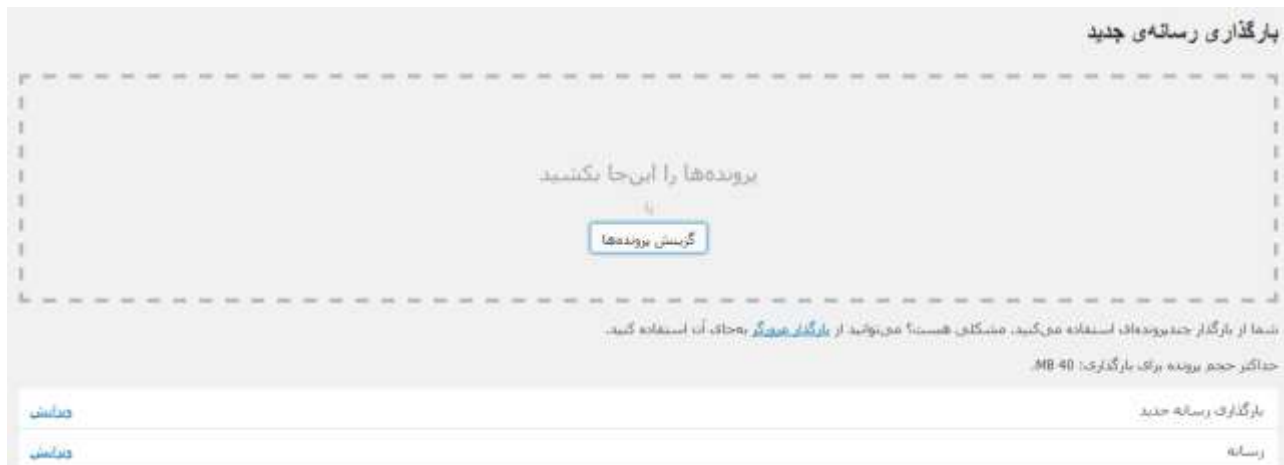 بارگذاری رسانه‌ی جدید
پرونده‌ها را این‌جا بکشید
یا
گزینش پرونده‌ها
شما از بارگذار چندپرونده‌ای استفاده می‌کنید. مشکلی هست؟ می‌توانید از بارگذار مرورگر به‌جای آن استفاده کنید.
حداکثر حجم پرونده برای بارگذاری: 40 MB.
بارگذاری رسانه جدید
ویرایش
رسانه
ویرایش